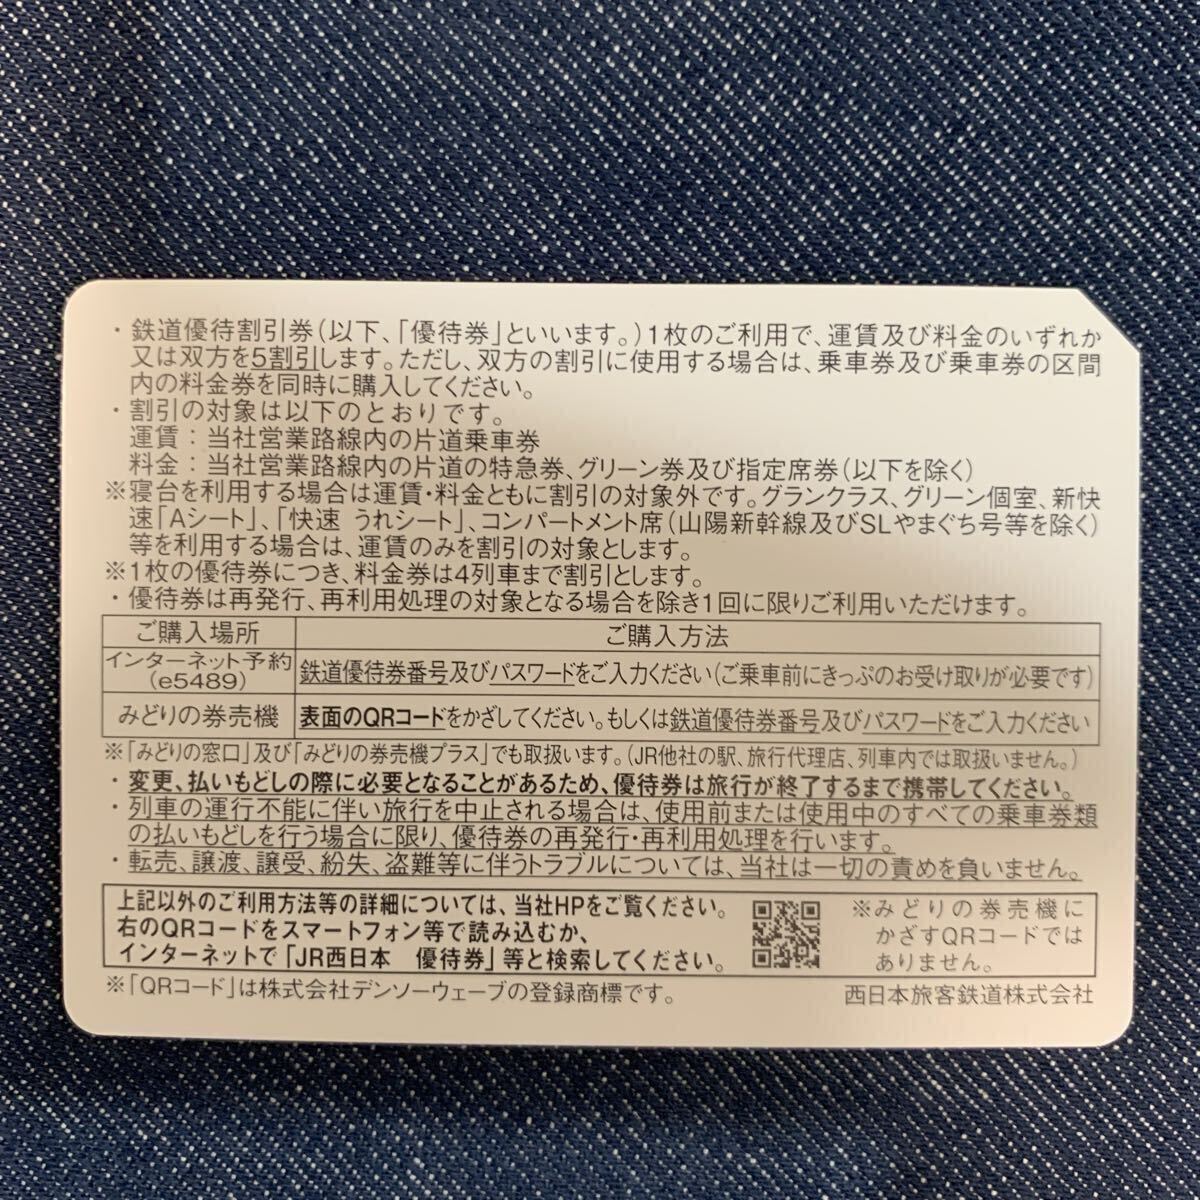 ・鉄道優待割引券(以下、「優待券」といいます。)1枚のご利用で、運賃及び料金のいずれか
又は双方を5割引します。ただし、双方の割引に使用する場合は、乗車券及び乗車券の区間
内の料金券を同時に購入してください。
・割引の対象は以下のとおりです。
運賃：当社営業路線内の片道乗車券
料金：当社営業路線内の片道の特急券、グリーン券及び指定席券(以下を除く)
※寝台を利用する場合は運賃・料金ともに割引の対象外です。グランクラス、グリーン個室、新快
速「Aシート」、「快速 うれシート」、コンパートメント席(山陽新幹線及びSLやまぐち号等を除く)
等を利用する場合は、運賃のみを割引の対象とします。
※1枚の優待券につき、料金券は4列車まで割引とします。
・優待券は再発行、再利用処理の対象となる場合を除き1回に限りご利用いただけます。
ご購入場所 ご購入方法
インターネット予約
(e5489) 鉄道優待券番号及びパスワードをご入力ください(ご乗車前にきっぷのお受け取りが必要です)
みどりの券売機 表面のQRコードをかざしてください。もしくは鉄道優待券番号及びパスワードをご入力ください
※「みどりの窓口」及び「みどりの券売機プラス」でも取扱います。(JR他社の駅、旅行代理店、列車内では取扱いません。)
・変更、払いもどしの際に必要となることがあるため、優待券は旅行が終了するまで携帯してください。
・列車の運行不能に伴い旅行を中止される場合は、使用前または使用中のすべての乗車券類
の払いもどしを行う場合に限り、優待券の再発行・再利用処理を行います。
・転売、譲渡、譲受、紛失、盗難等に伴うトラブルについては、当社は一切の責めを負いません。
上記以外のご利用方法等の詳細については、当社HPをご覧ください。
右のQRコードをスマートフォン等で読み込むか、
インターネットで「JR西日本　優待券」等と検索してください。
※みどりの券売機に
かざすQRコードでは
ありません。
※「QRコード」は株式会社デンソーウェーブの登録商標です。
西日本旅客鉄道株式会社